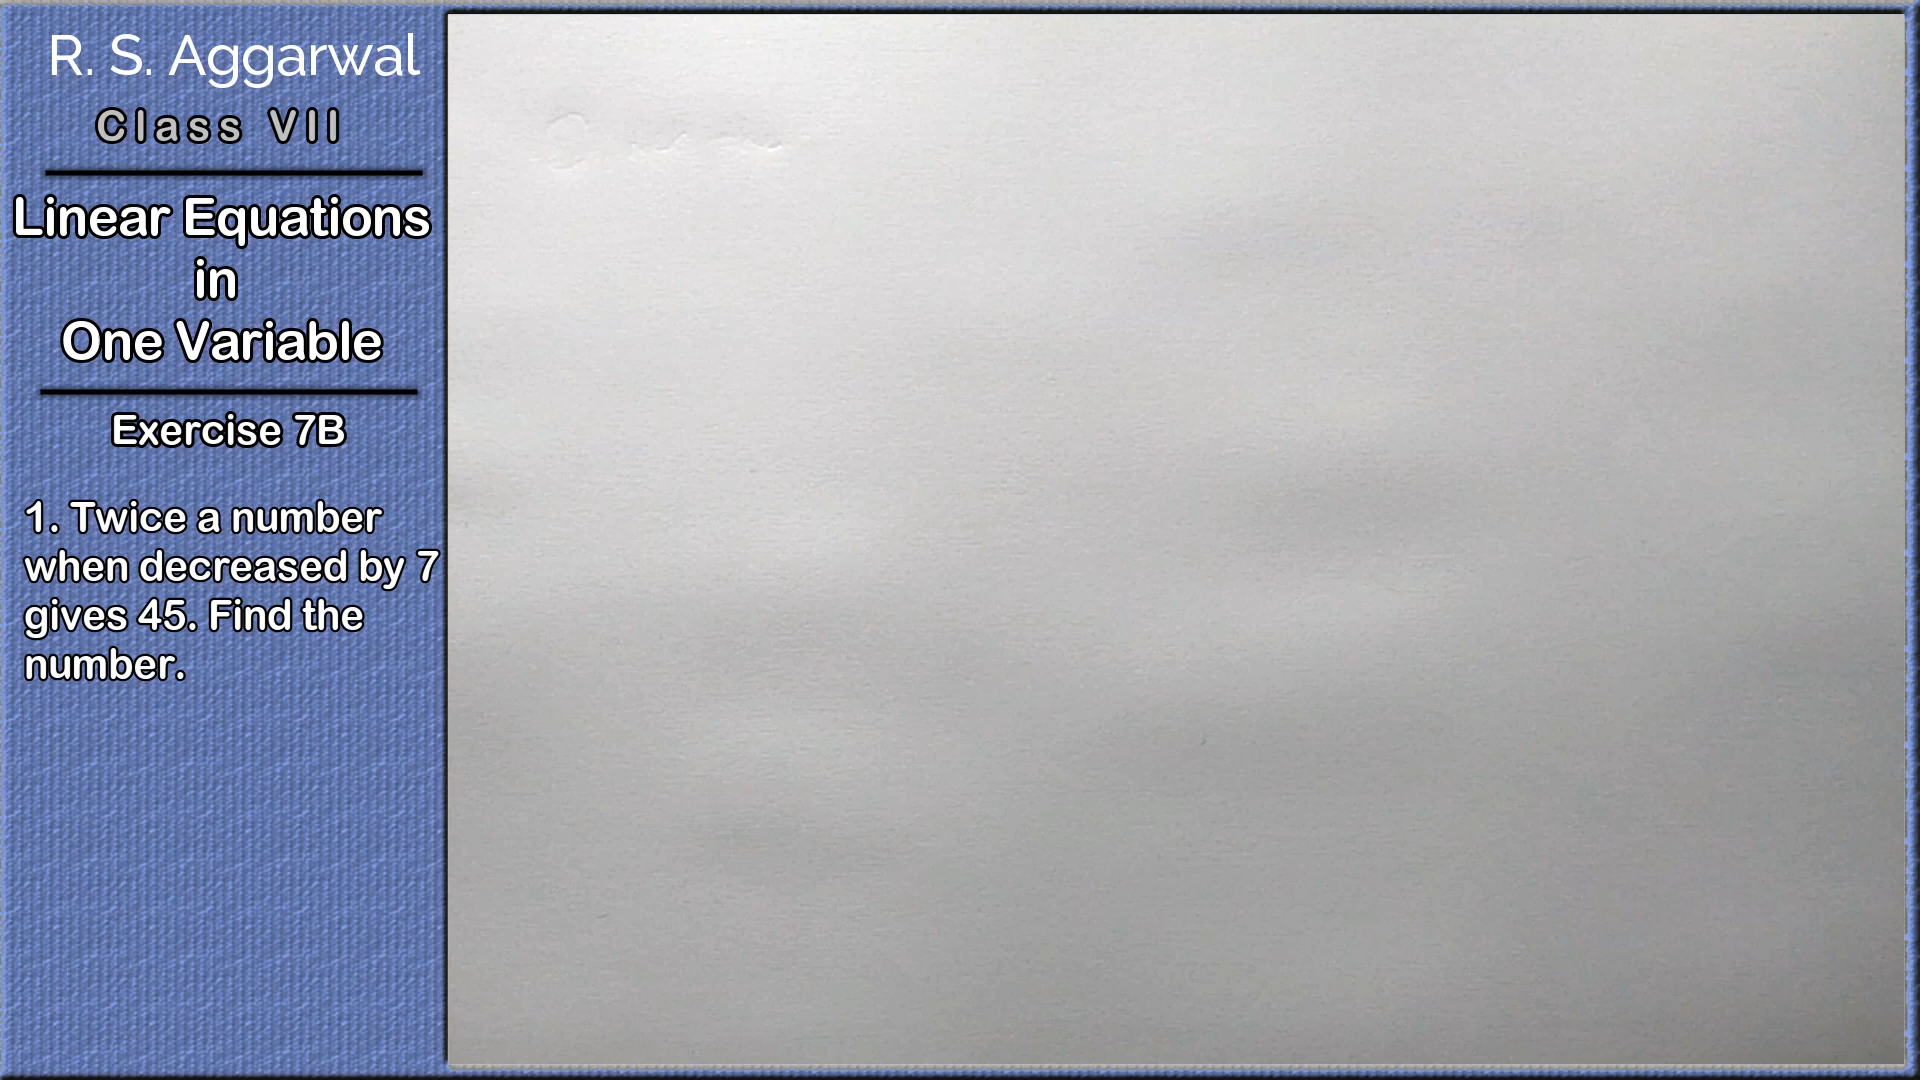 R. S. Aggarwal
Class VII
Linear Equations
in
One Variable
Exercise 7B
1. Twice a number
when decreased by 7
gives 45. Find the
number.